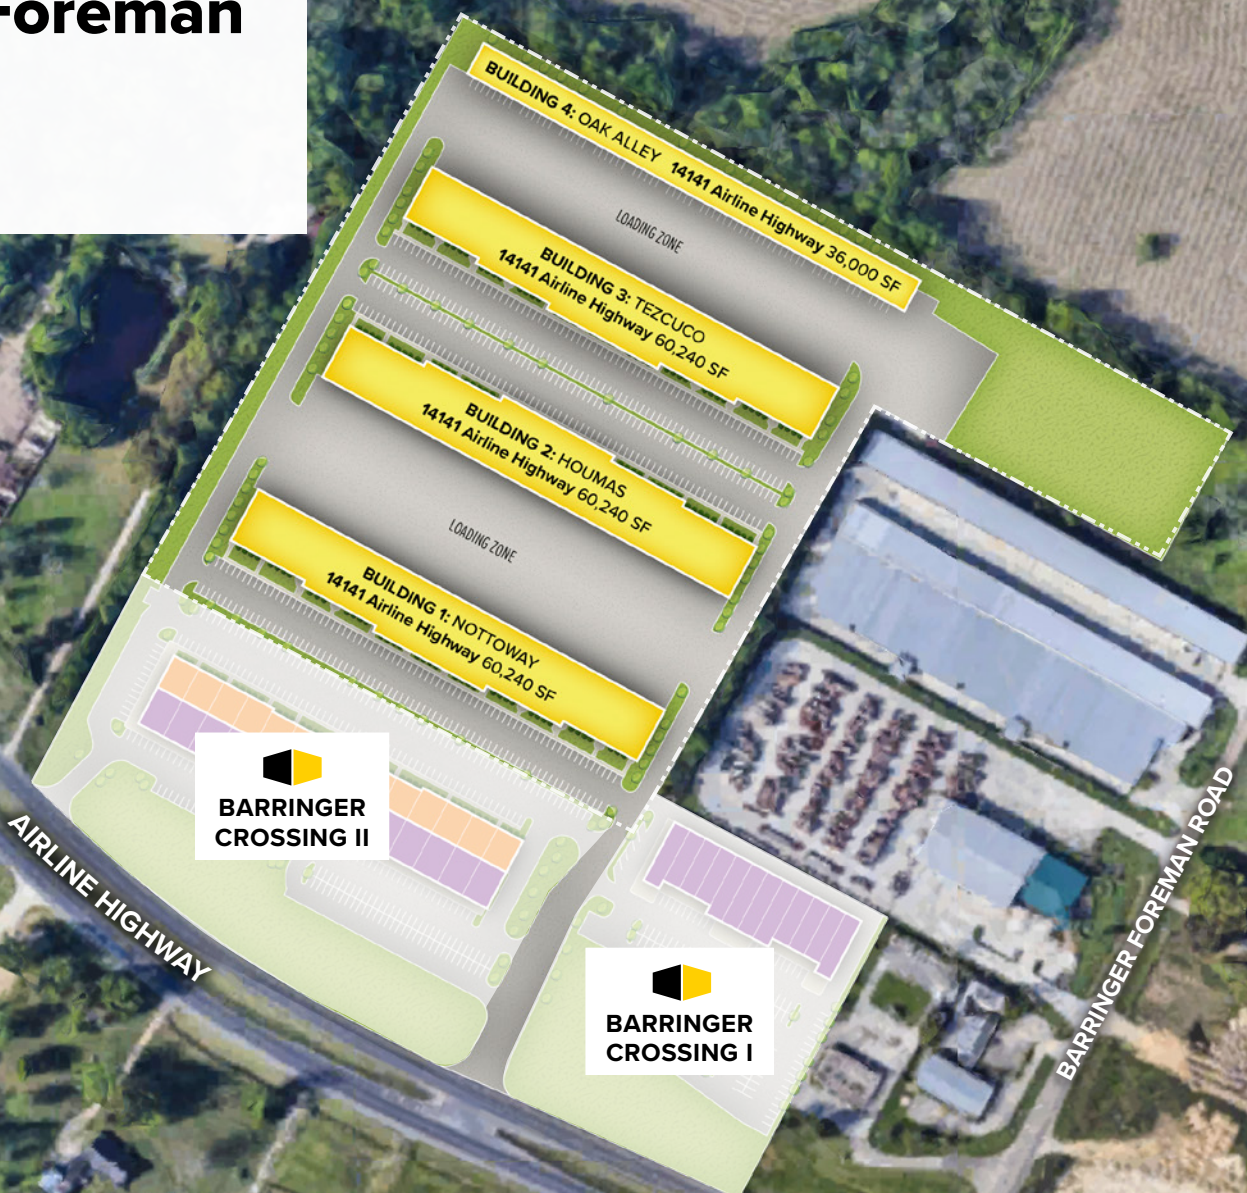 Foreman
BUILDING 4: OAK ALLEY 14141 Airline Highway 36,000 SF
LOADING ZONE
BUILDING 3: TEZCUCO
14141 Airline Highway 60,240 SF
BUILDING 2: HOUMAS
14141 Airline Highway 60,240 SF
LOADING ZONE
BUILDING 1: NOTTOWAY
14141 Airline Highway 60,240 SF
BARRINGER
CROSSING II
AIRLINE HIGHWAY
BARRINGER
CROSSING I
BARRINGER FOREMAN ROAD